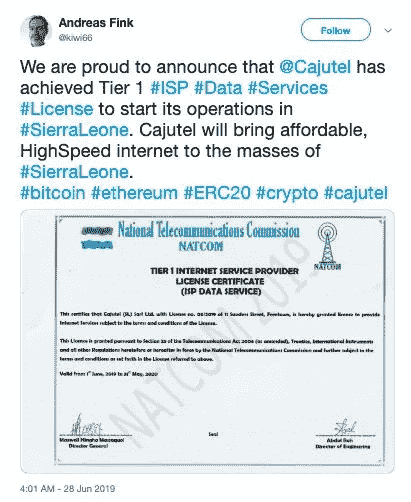 Andreas Fink
@kiwi66
Follow
We are proud to announce that @Cajutel has
achieved Tier 1 #ISP #Data #Services
#License to start its operations in
#SierraLeone. Cajutel will bring affordable,
HighSpeed internet to the masses of
#SierraLeone.
#bitcoin #ethereum #ERC20 #crypto #cajutel
National Telecommunications Commission
NATCOM
NATCOM
TIER 1 INTERNET SERVICE PROVIDER
LICENSE CERTIFICATE
(ISP DATA SERVICE)
This certifies that Cajutel (SL) Sarl Ltd. with License no. 06/2019 of 11 Sanders Street, Freetown, is hereby granted license to provide
Internet Services subject to the terms and conditions of the License.
This License is granted pursuant to Section of the Telecommunications Act 2006 (as amended), Treaties, International Instruments
and all other Regulations heretofore or hereafter in force by the National Telecommunications Commission and further subject to the
terms and conditions as set forth in the License referred to above.
Valid from 1st June, 2019 to 31st May, 2020
Seal
Maxwell Massaquoi
Director General
Abdul
Director of Engineering
NATCOM 2019
4:01 AM - 28 Jun 2019